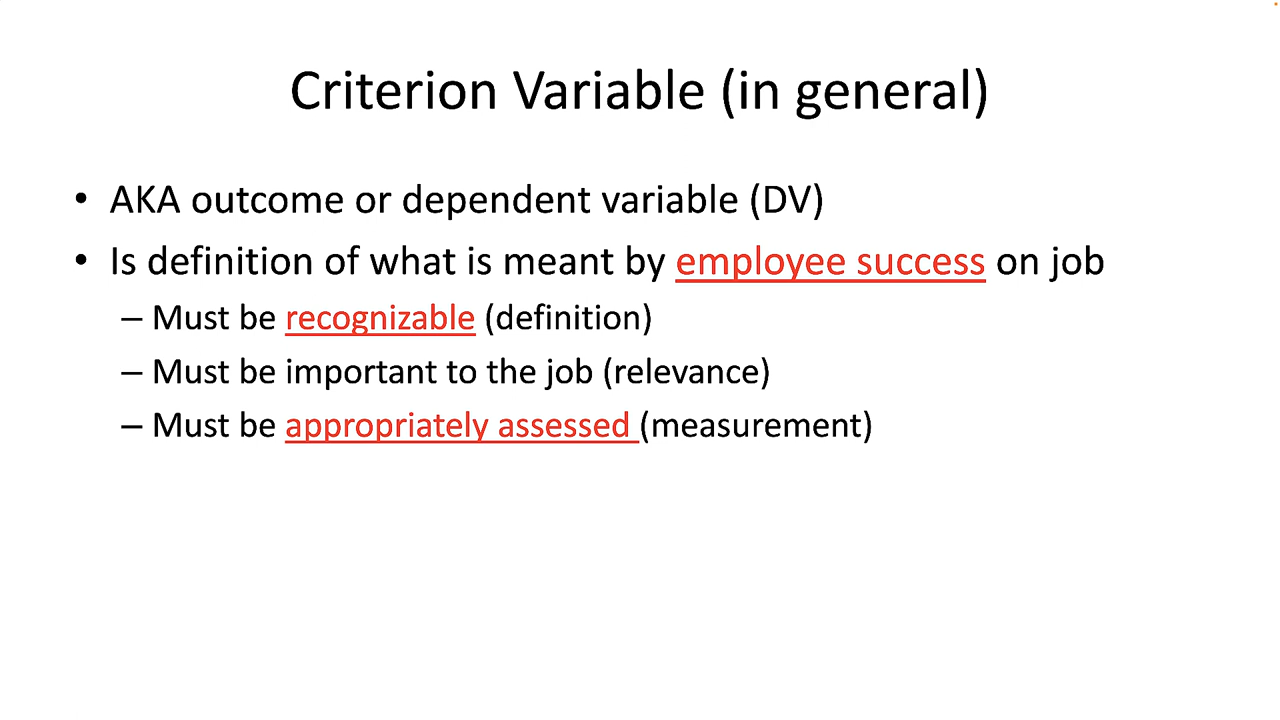 Criterion Variable (in general)
• AKA outcome or dependent variable (DV)
• Is definition of what is meant by employee success on job
– Must be recognizable (definition)
– Must be important to the job (relevance)
– Must be appropriately assessed (measurement)